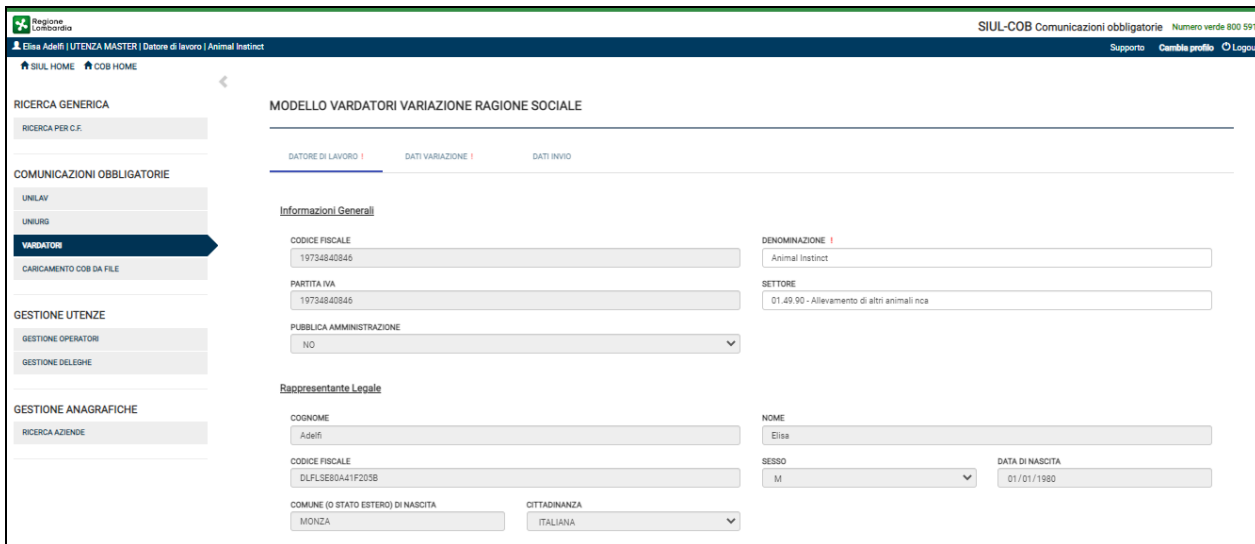 Regione
Lombardia
SIUL-COB Comunicazioni obbligatorie Numero verde 800 591
Elisa Adelfi | UTENZA MASTER | Datore di lavoro | Animal Instinct
Supporto Cambia profilo Logou
SIUL HOME COB HOME
RICERCA GENERICA
RICERCA PER C.F.
COMUNICAZIONI OBBLIGATORIE
UNILAV
UNIURG
VARDATORI
CARICAMENTO COB DA FILE
GESTIONE UTENZE
GESTIONE OPERATORI
GESTIONE DELEGHE
GESTIONE ANAGRAFICHE
RICERCA AZIENDE
MODELLO VARDATORI VARIAZIONE RAGIONE SOCIALE
DATORE DI LAVORO ! DATI VARIAZIONE ! DATI INVIO
Informazioni Generali
CODICE FISCALE DENOMINAZIONE !
19734840846 Animal Instinct
PARTITA IVA SETTORE
19734840846 01.49.90 - Allevamento di altri animali nca
PUBBLICA AMMINISTRAZIONE
NO
Rappresentante Legale
COGNOME NOME
Adelfi Elisa
CODICE FISCALE SESSO DATA DI NASCITA
DLFLSE80A41F205B M 01/01/1980
COMUNE (O STATO ESTERO) DI NASCITA CITTADINANZA
MONZA ITALIANA